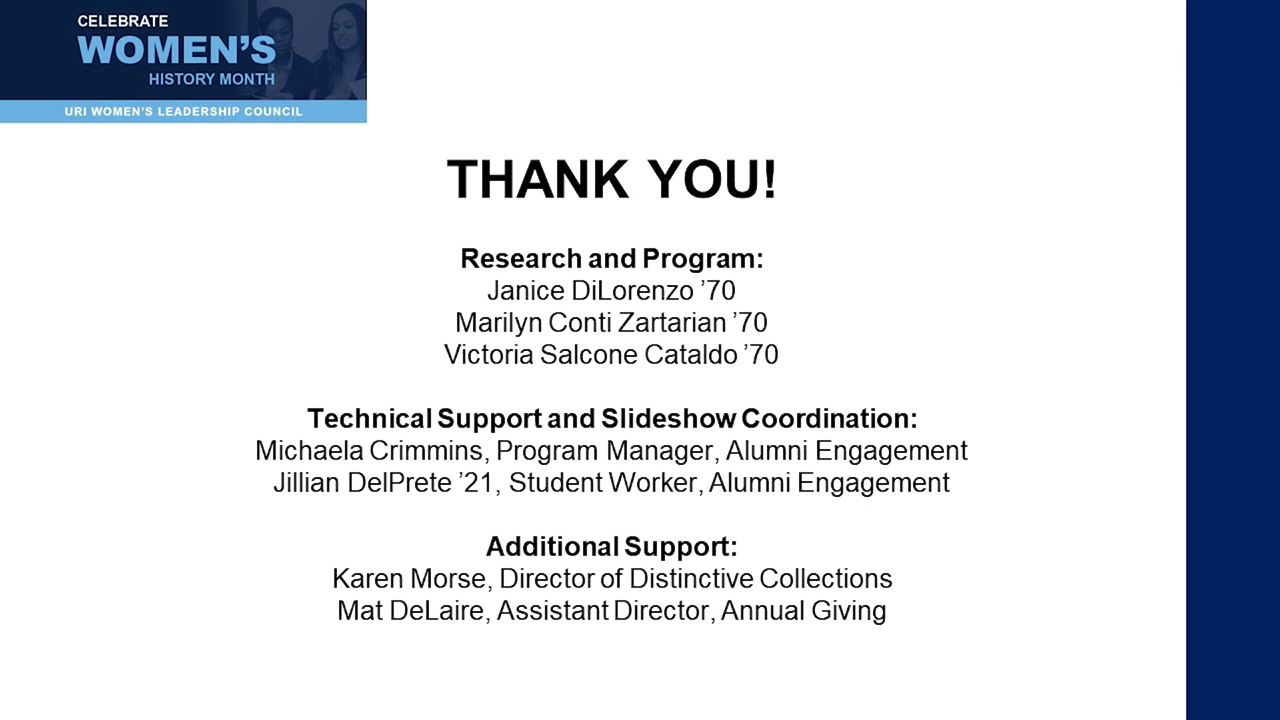 CELEBRATE
WOMEN'S
HISTORY MONTH
URI WOMEN'S LEADERSHIP COUNCIL
THANK YOU!
Research and Program:
Janice DiLorenzo ’70
Marilyn Conti Zartarian ’70
Victoria Salcone Cataldo ’70
Technical Support and Slideshow Coordination:
Michaela Crimmins, Program Manager, Alumni Engagement
Jillian DelPrete ’21, Student Worker, Alumni Engagement
Additional Support:
Karen Morse, Director of Distinctive Collections
Mat DeLaire, Assistant Director, Annual Giving